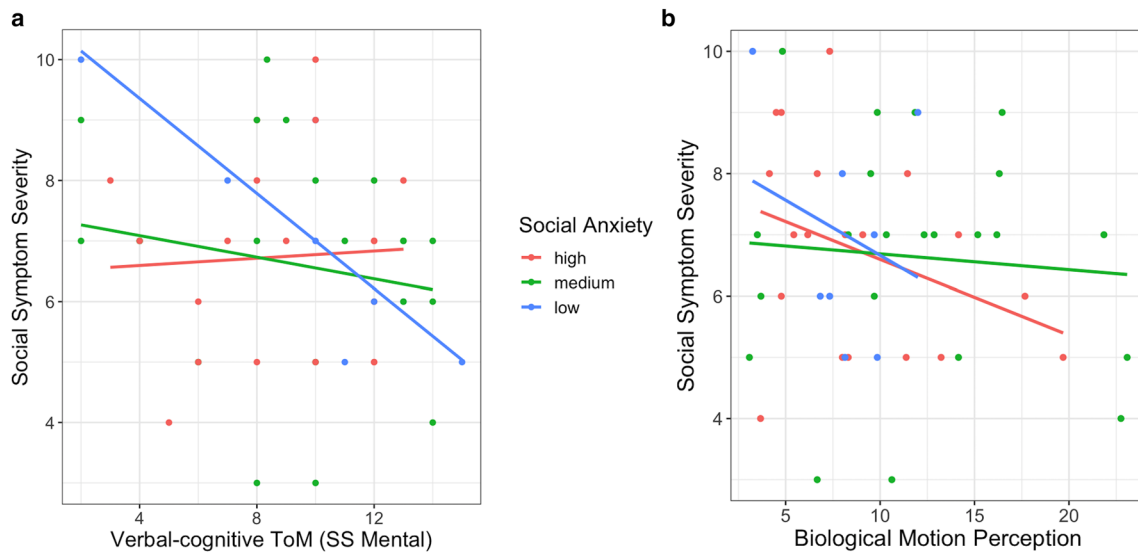 a
10
8
6
4
Social Symptom Severity
4
8
12
Verbal-cognitive ToM (SS Mental)
Social Anxiety
high
medium
low
b
10
8
6
4
Social Symptom Severity
5
10
15
20
Biological Motion Perception